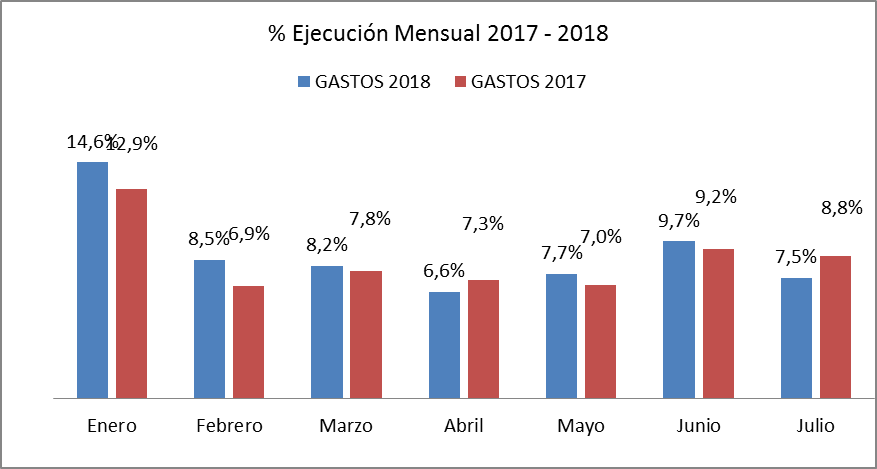 % Ejecución Mensual 2017 - 2018
GASTOS 2018 GASTOS 2017
14,6% 12,9%
8,5% 6,9%
8,2% 7,8%
6,6% 7,3%
7,7% 7,0%
9,7% 9,2%
7,5% 8,8%
Enero Febrero Marzo Abril Mayo Junio Julio